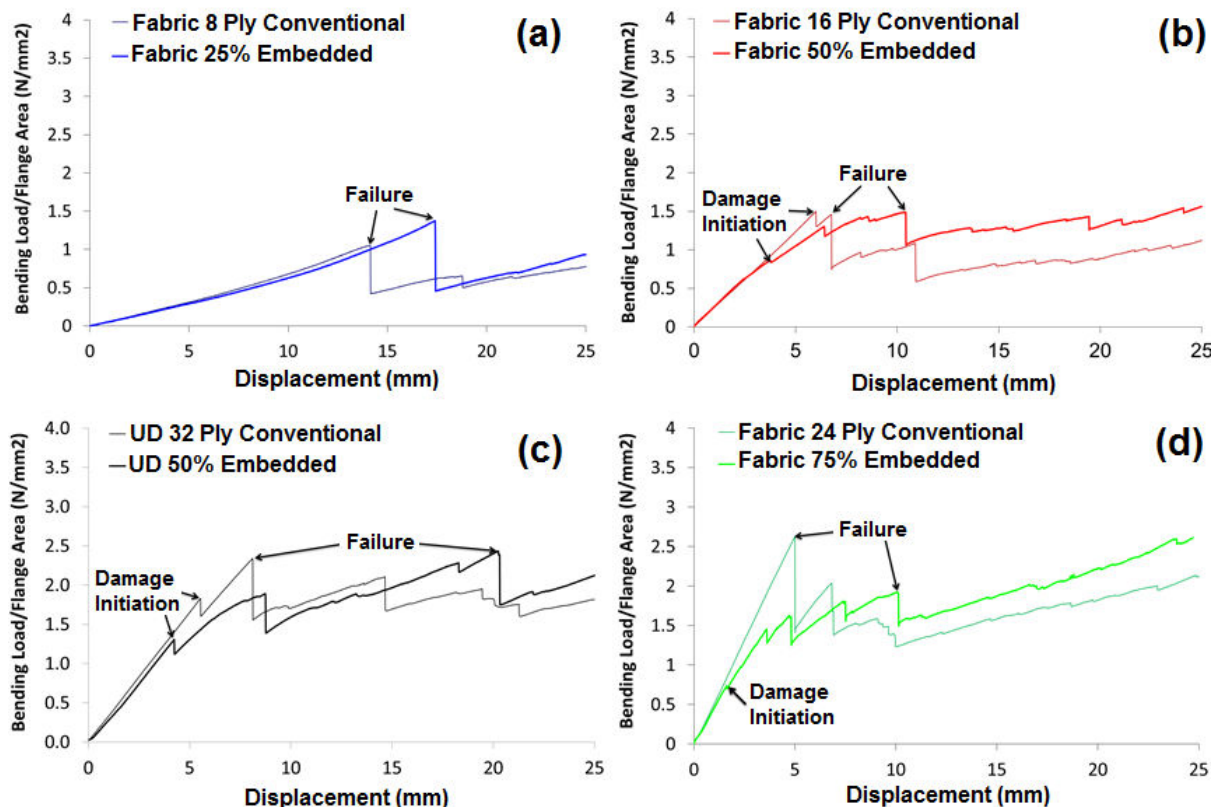 Fabric 8 Ply Conventional
Fabric 25% Embedded
(a)
Bending Load/Flange Area (N/mm2)
4
3.5
3
2.5
2
1.5
1
0.5
0
Failure
0 5 10 15 20 25
Displacement (mm)
Fabric 16 Ply Conventional
Fabric 50% Embedded
(b)
Bending Load/Flange Area (N/mm2)
4
3.5
3
2.5
2
1.5
1
0.5
0
Damage
Initiation
Failure
0 5 10 15 20 25
Displacement (mm)
UD 32 Ply Conventional
UD 50% Embedded
(c)
Bending Load/Flange Area (N/mm2)
4.0
3.5
3.0
2.5
2.0
1.5
1.0
0.5
0.0
Damage
Initiation
Failure
0 5 10 15 20 25
Displacement (mm)
Fabric 24 Ply Conventional
Fabric 75% Embedded
(d)
Bending Load/Flange Area (N/mm2)
4
3.5
3
2.5
2
1.5
1
0.5
0
Failure
Damage
Initiation
0 5 10 15 20 25
Displacement (mm)